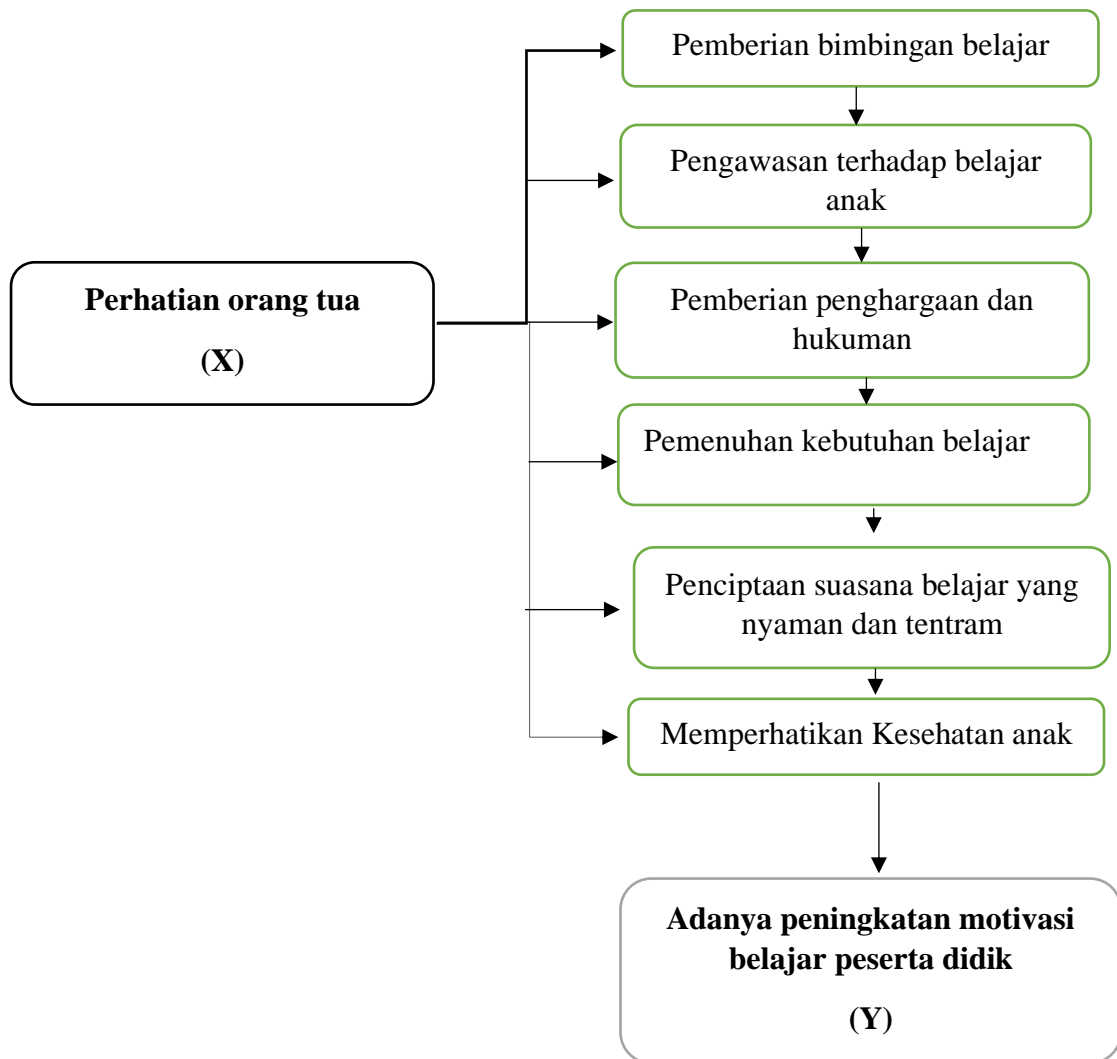 Pemberian bimbingan belajar
Pengawasan terhadap belajar
anak
Perhatian orang tua
(X)
Pemberian penghargaan dan
hukuman
Pemenuhan kebutuhan belajar
Penciptaan suasana belajar yang
nyaman dan tentram
Memperhatikan Kesehatan anak
Adanya peningkatan motivasi
belajar peserta didik
(Y)